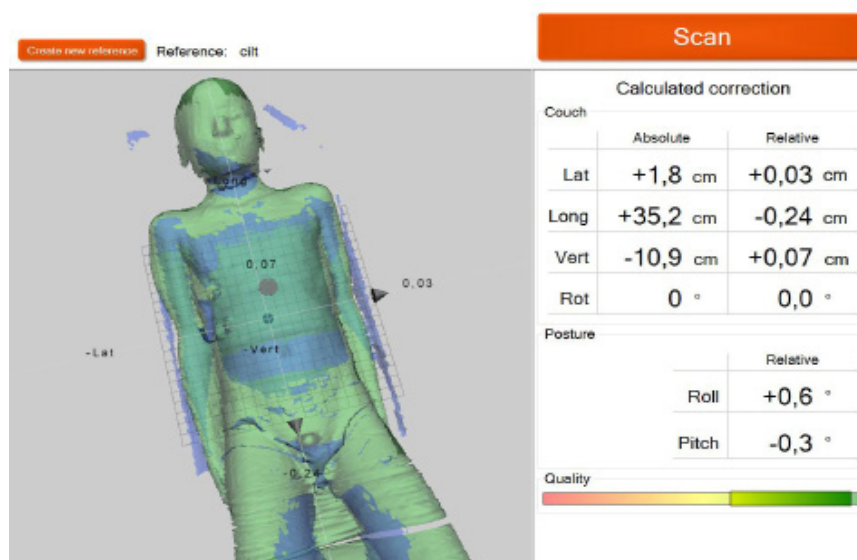 Create new reference
Reference: cilt
Scan
Calculated correction
Couch
Absolute Relative
Lat +1,8 cm +0,03 cm
Long +35,2 cm -0,24 cm
Vert -10,9 cm +0,07 cm
Rot 0 ° 0,0 °
Posture
Relative
Roll +0,6 °
Pitch -0,3 °
Quality
0,07
0,03
-Lat
-Vert
-0,24